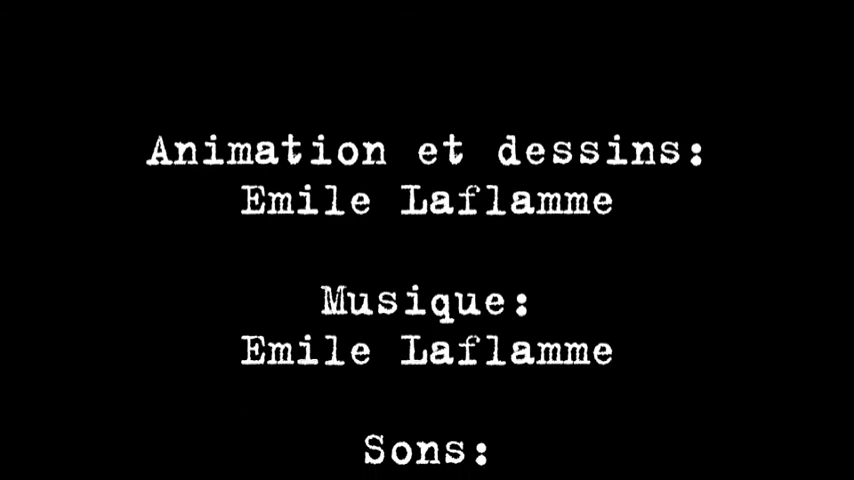 Animation et dessins:
Emile Laflamme
Musique:
Emile Laflamme
Sons: